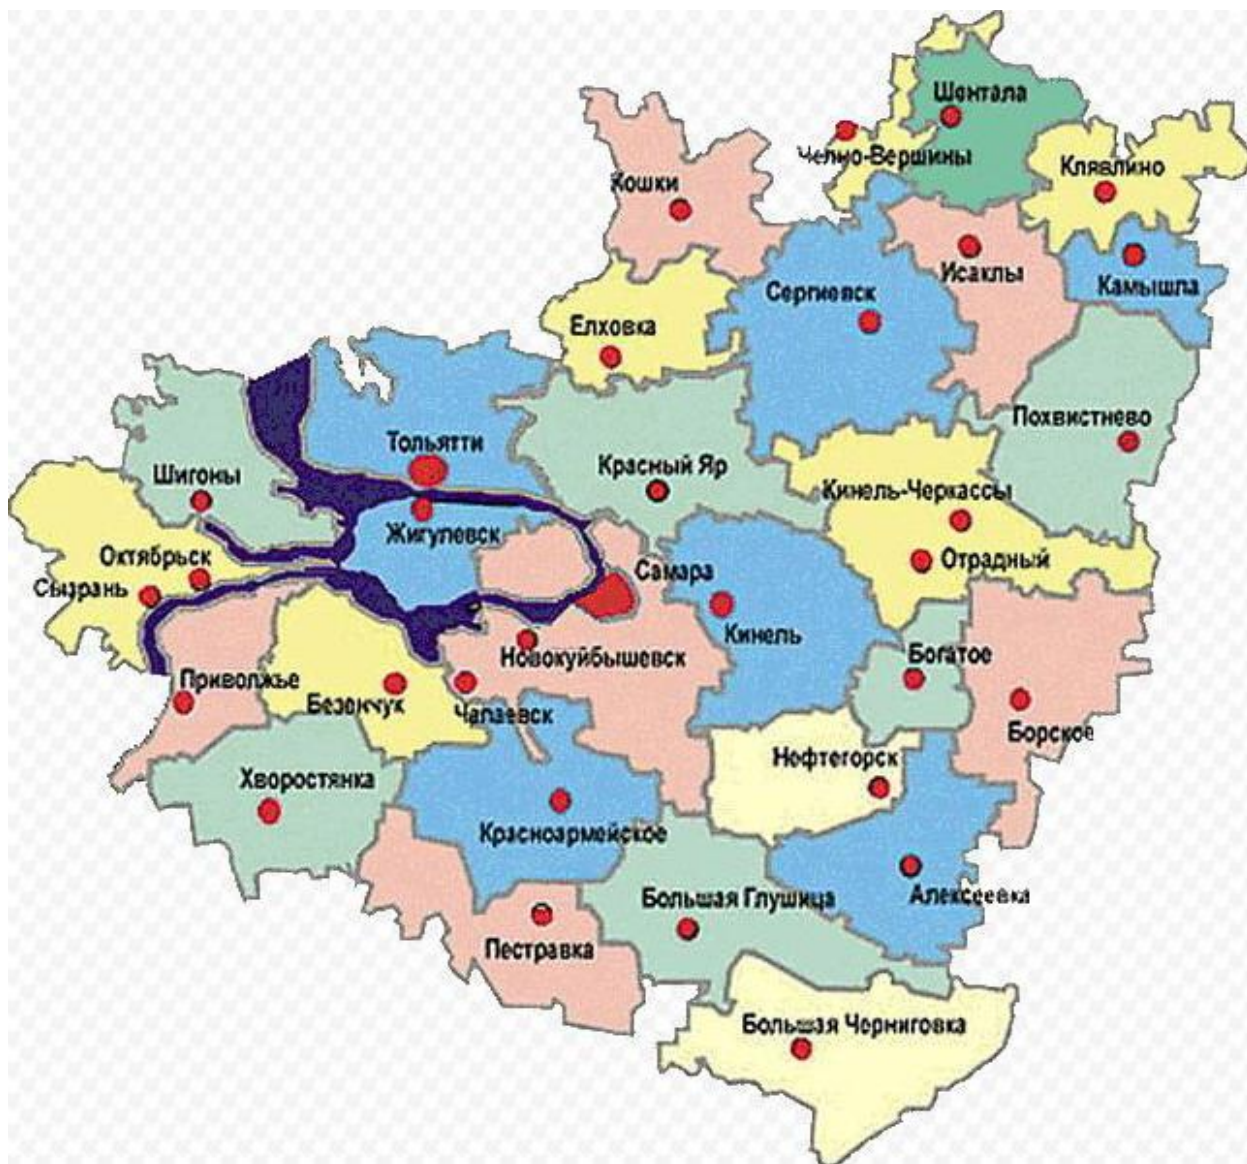 Шентала
Челно-Вершины
Клявлино
Кошки
Исаклы
Камышла
Сергиевск
Елховка
Похвистнево
Тольятти
Красный Яр
Шигоны
Кинель-Черкассы
Жигулевск
Октябрьск
Отрадный
Самара
Сызрань
Кинель
Новокуйбышевск
Богатое
Приволжье
Безенчук
Чапаевск
Борское
Нефтегорск
Хворостянка
Красноармейское
Алексеевка
Большая Глушица
Пестравка
Большая Черниговка